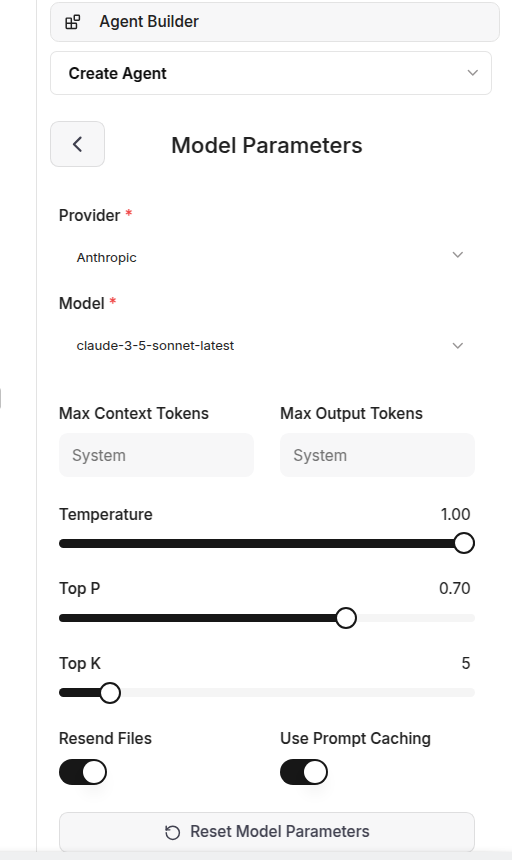 Agent Builder
Create Agent
Model Parameters
Provider *
Anthropic
Model *
claude-3-5-sonnet-latest
Max Context Tokens Max Output Tokens
System System
Temperature 1.00
Top P 0.70
Top K 5
Resend Files Use Prompt Caching
Reset Model Parameters